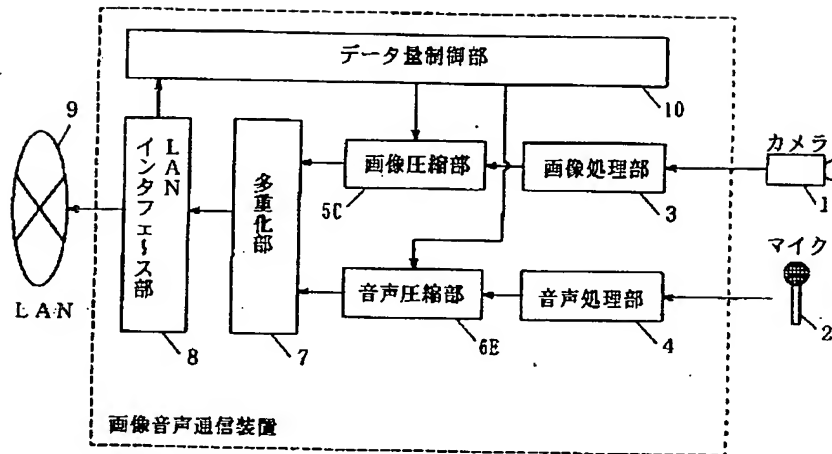 データ量制御部
10
9
LAN
インタフェース部
多重化部
画像圧縮部
5C
画像処理部
3
カメラ
1
音声圧縮部
6E
音声処理部
4
マイク
2
LAN
8
7
画像音声通信装置